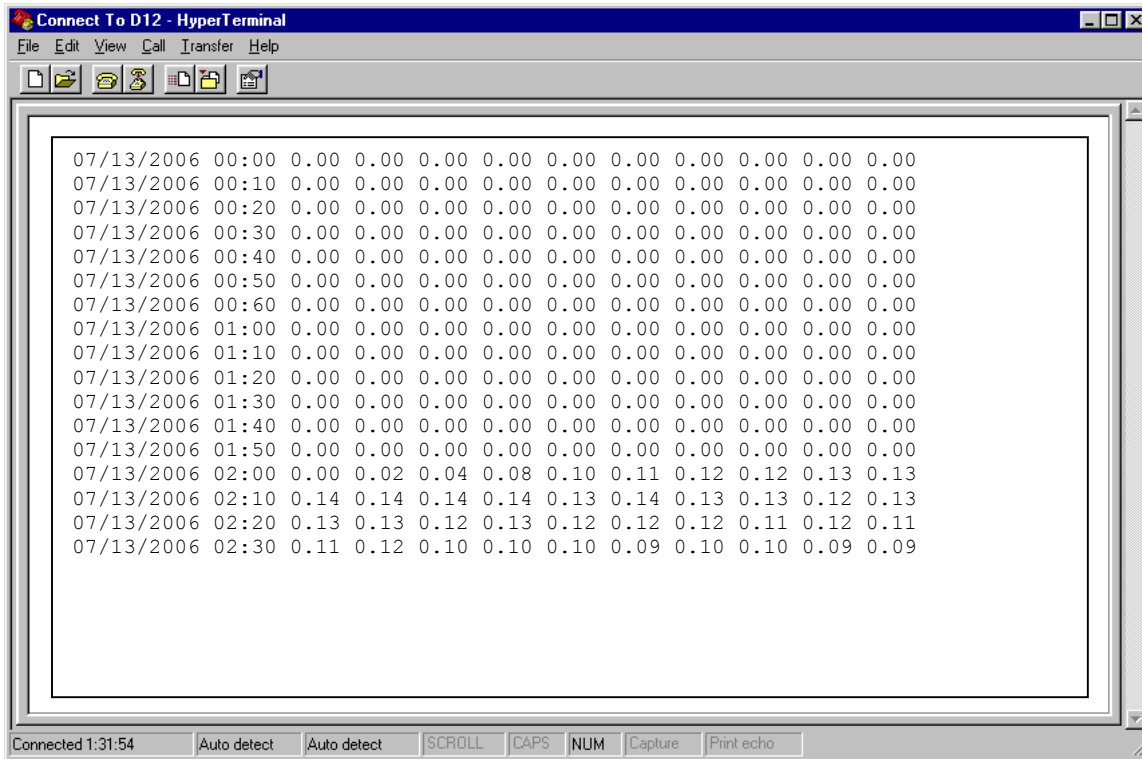 Connect To D12 - HyperTerminal
File Edit View Call Transfer Help
07/13/2006 00:00 0.00 0.00 0.00 0.00 0.00 0.00 0.00 0.00 0.00 0.00
07/13/2006 00:10 0.00 0.00 0.00 0.00 0.00 0.00 0.00 0.00 0.00 0.00
07/13/2006 00:20 0.00 0.00 0.00 0.00 0.00 0.00 0.00 0.00 0.00 0.00
07/13/2006 00:30 0.00 0.00 0.00 0.00 0.00 0.00 0.00 0.00 0.00 0.00
07/13/2006 00:40 0.00 0.00 0.00 0.00 0.00 0.00 0.00 0.00 0.00 0.00
07/13/2006 00:50 0.00 0.00 0.00 0.00 0.00 0.00 0.00 0.00 0.00 0.00
07/13/2006 00:60 0.00 0.00 0.00 0.00 0.00 0.00 0.00 0.00 0.00 0.00
07/13/2006 01:00 0.00 0.00 0.00 0.00 0.00 0.00 0.00 0.00 0.00 0.00
07/13/2006 01:10 0.00 0.00 0.00 0.00 0.00 0.00 0.00 0.00 0.00 0.00
07/13/2006 01:20 0.00 0.00 0.00 0.00 0.00 0.00 0.00 0.00 0.00 0.00
07/13/2006 01:30 0.00 0.00 0.00 0.00 0.00 0.00 0.00 0.00 0.00 0.00
07/13/2006 01:40 0.00 0.00 0.00 0.00 0.00 0.00 0.00 0.00 0.00 0.00
07/13/2006 01:50 0.00 0.00 0.00 0.00 0.00 0.00 0.00 0.00 0.00 0.00
07/13/2006 02:00 0.00 0.02 0.04 0.08 0.10 0.11 0.12 0.12 0.13 0.13
07/13/2006 02:10 0.14 0.14 0.14 0.14 0.13 0.14 0.13 0.13 0.12 0.13
07/13/2006 02:20 0.13 0.13 0.12 0.13 0.12 0.12 0.12 0.11 0.12 0.11
07/13/2006 02:30 0.11 0.12 0.10 0.10 0.10 0.09 0.10 0.10 0.09 0.09
Connected 1:31:54 Auto detect Auto detect SCROLL CAPS NUM Capture Print echo